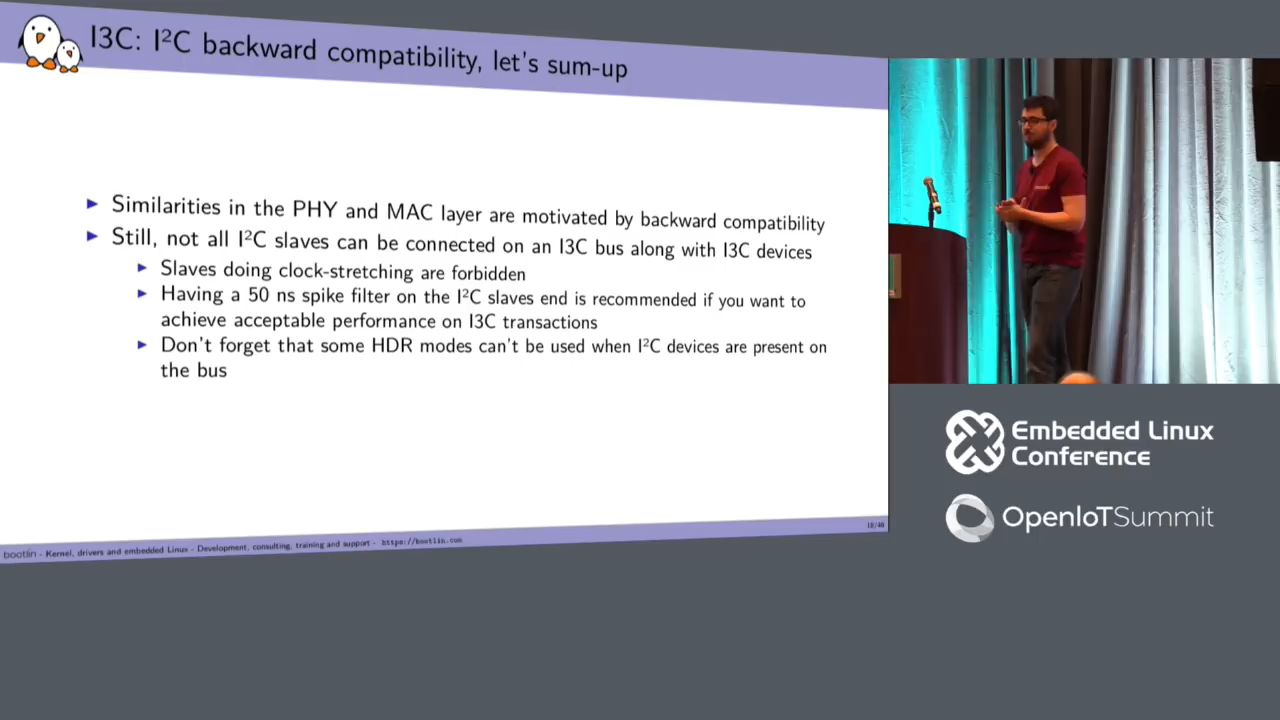 I3C: I²C backward compatibility, let's sum-up
▶ Similarities in the PHY and MAC layer are motivated by backward compatibility
▶ Still, not all I²C slaves can be connected on an I3C bus along with I3C devices
▶ Slaves doing clock-stretching are forbidden
▶ Having a 50 ns spike filter on the I²C slaves end is recommended if you want to
achieve acceptable performance on I3C transactions
▶ Don't forget that some HDR modes can't be used when I²C devices are present on
the bus
bootlin - Kernel, drivers and embedded Linux - Development, consulting, training and support - https://bootlin.com
Embedded Linux
Conference
OpenIoTSummit